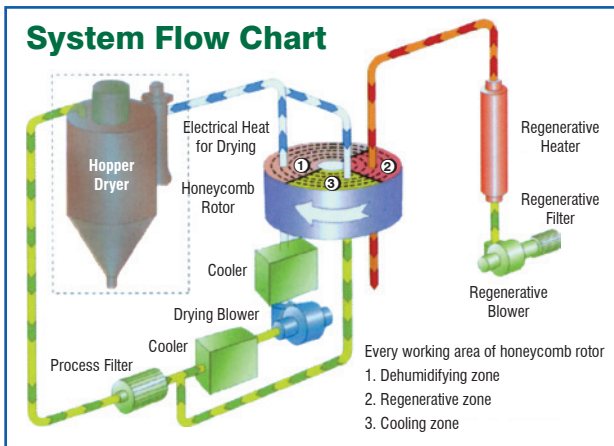 System Flow Chart
Electrical Heat
for Drying
Regenerative
Heater
Hopper
Dryer
1
2
3
Honeycomb
Rotor
Regenerative
Filter
Cooler
Regenerative
Blower
Drying Blower
Cooler
Process Filter
Every working area of honeycomb rotor
1. Dehumidifying zone
2. Regenerative zone
3. Cooling zone